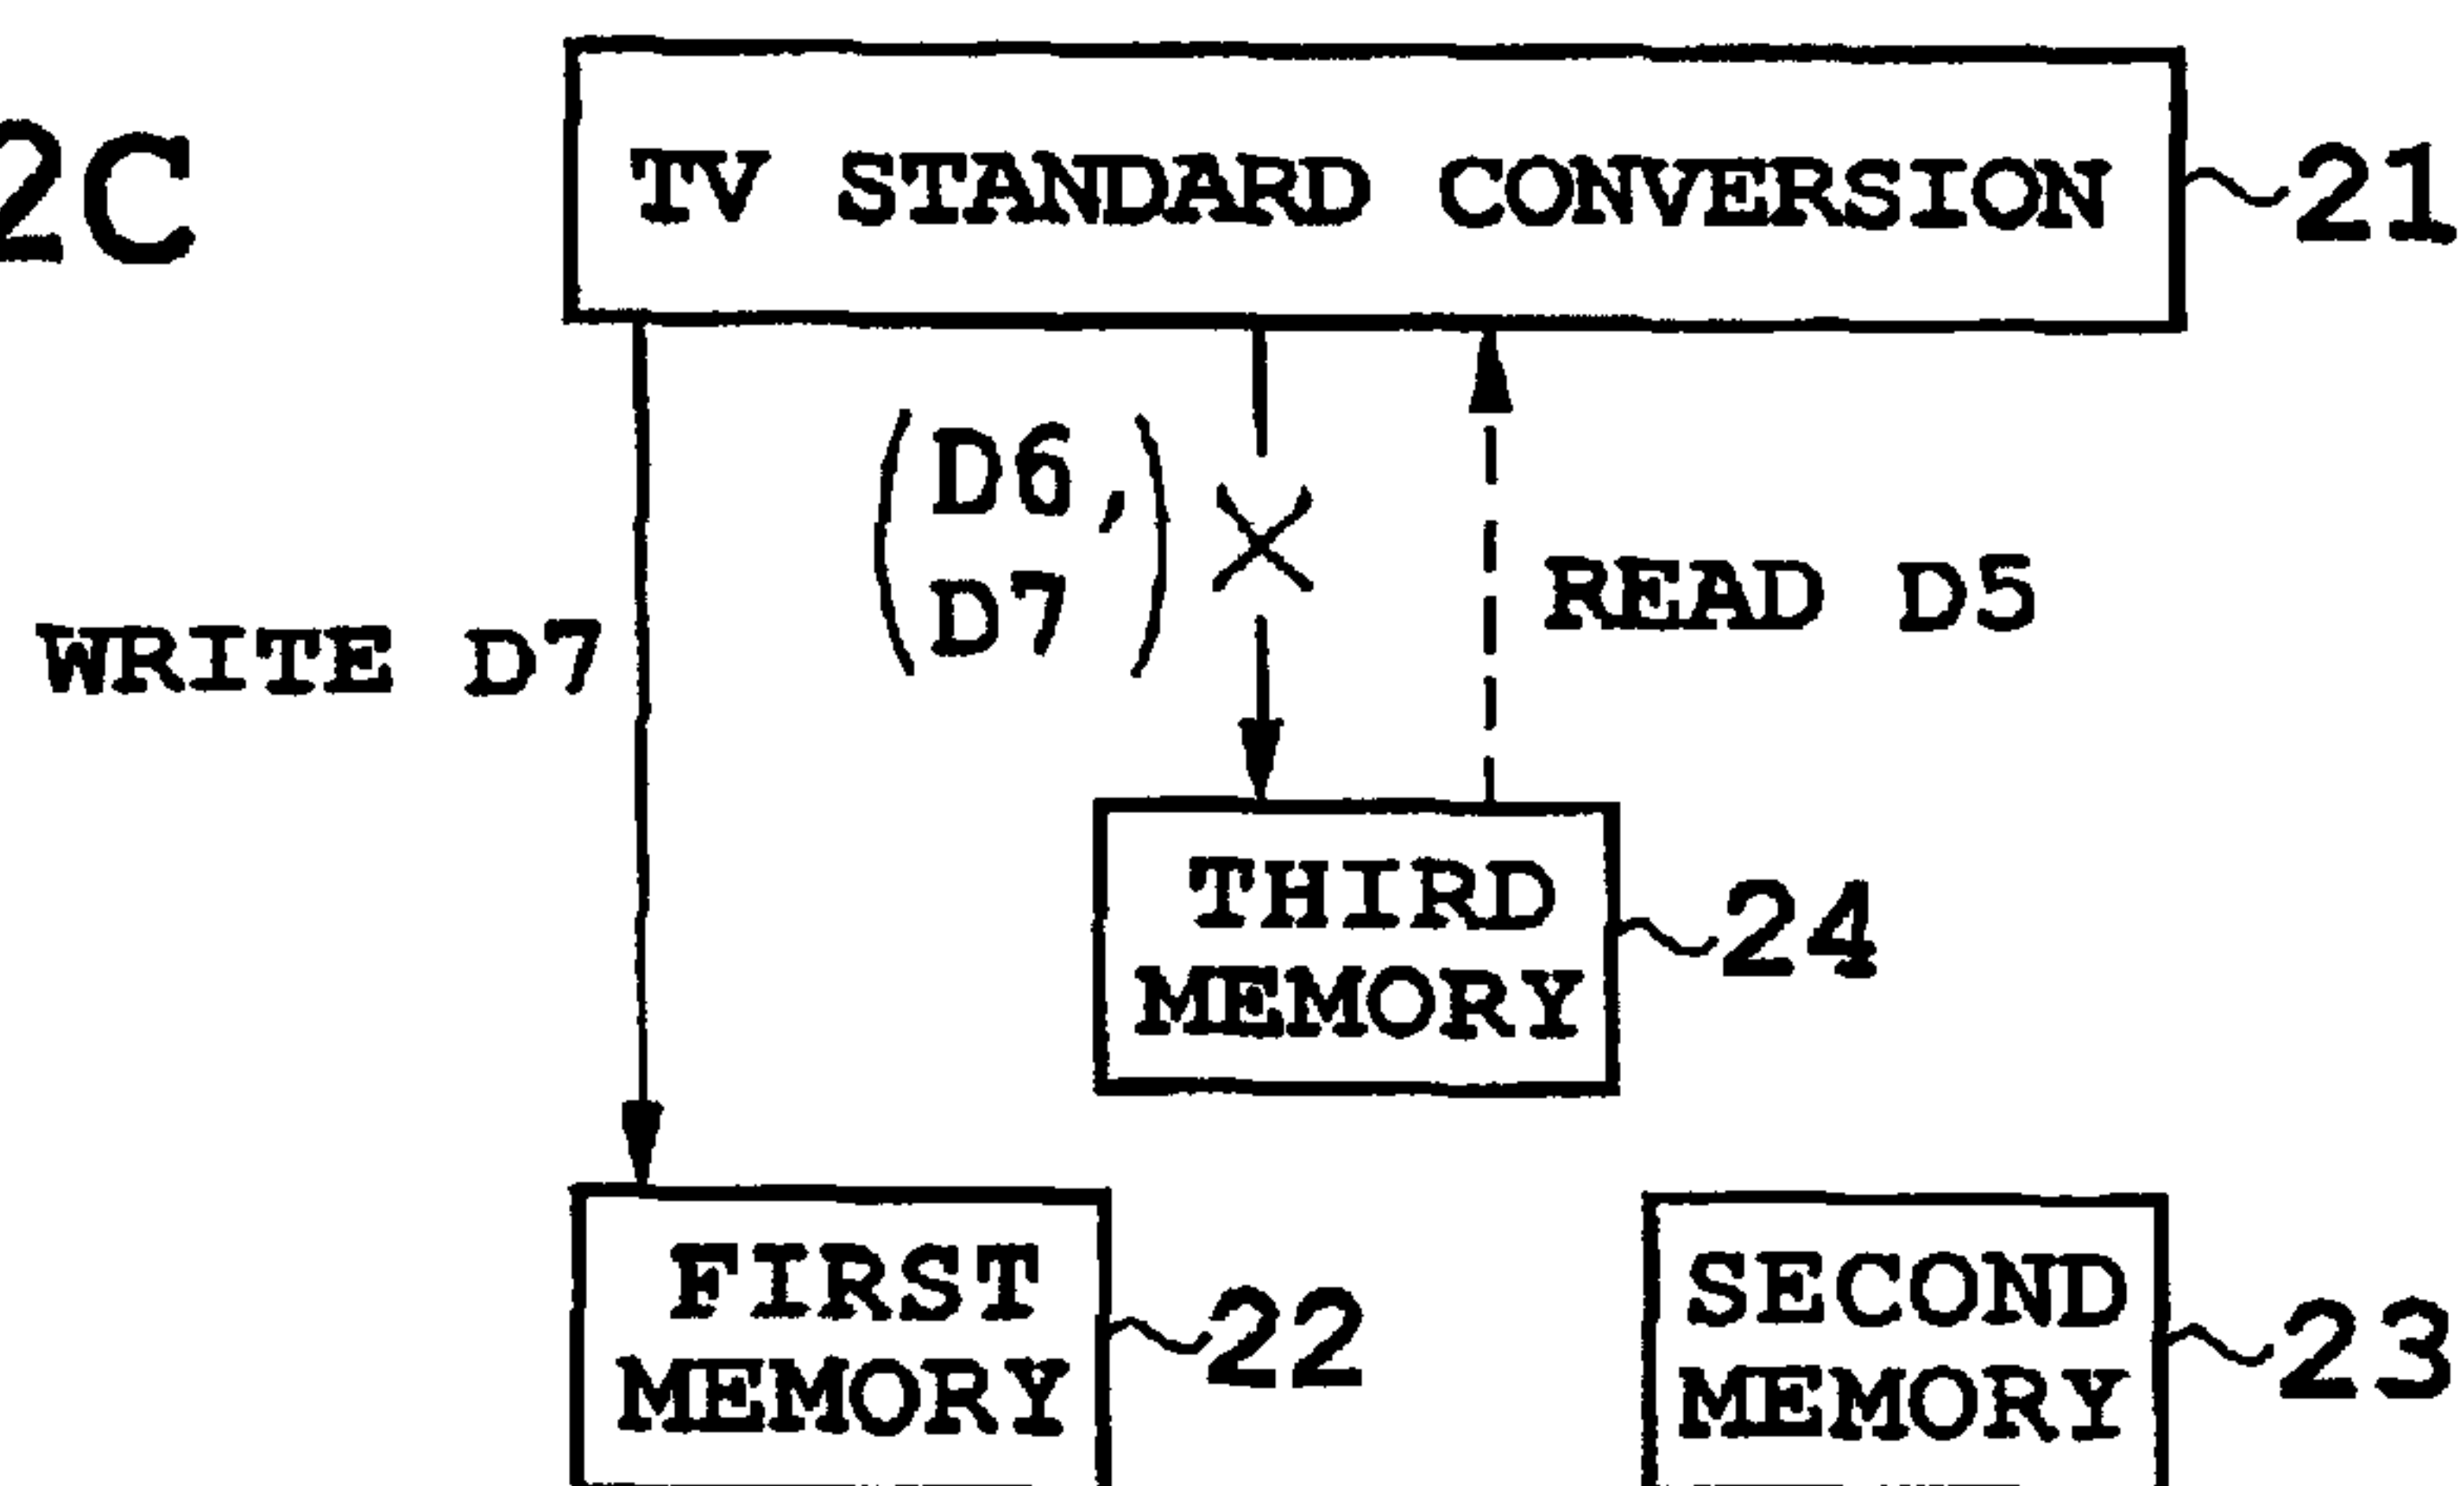 2C
TV STANDARD CONVERSION
21
(D6,
D7)
READ D5
WRITE D7
THIRD
MEMORY
24
FIRST
MEMORY
22
SECOND
MEMORY
23